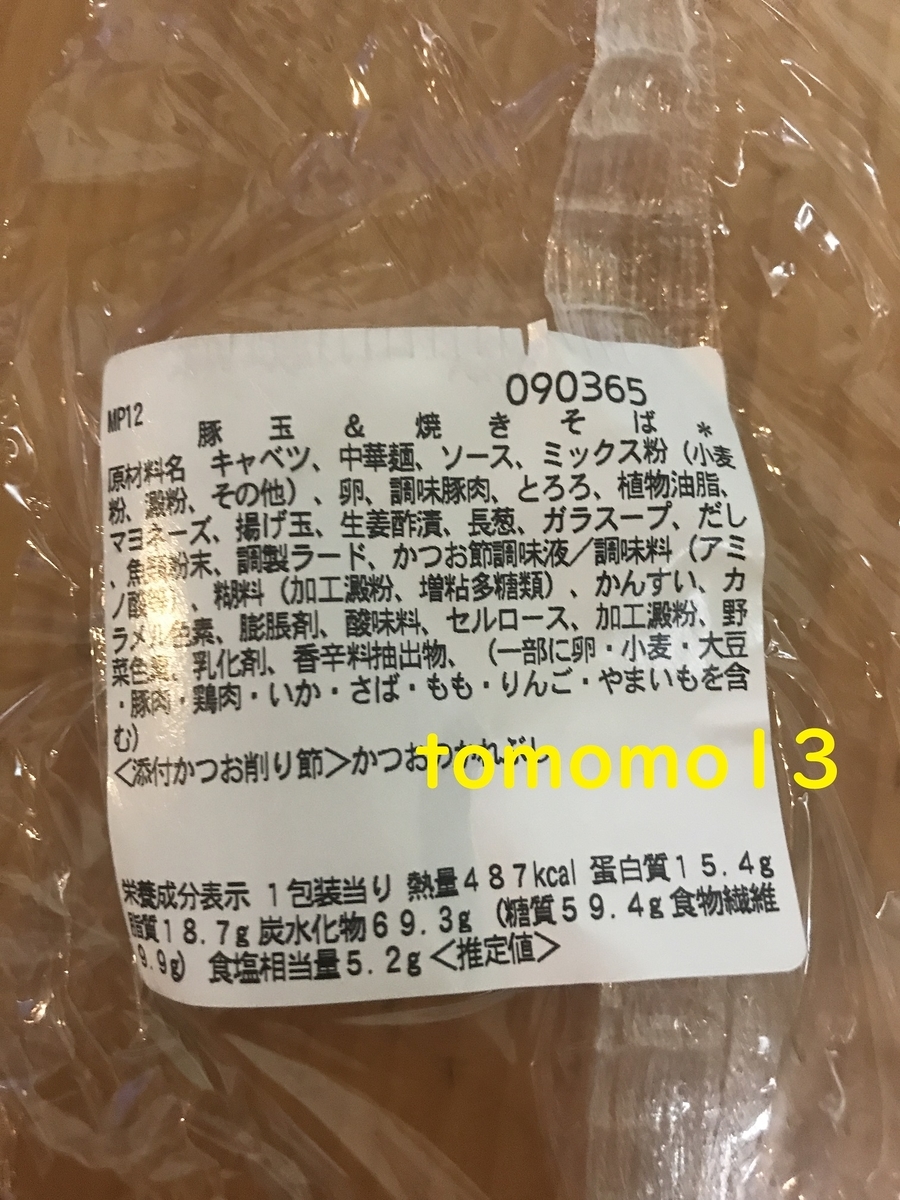 090365
MP12
豚玉&焼きそば*
原材料名 キャベツ、中華麺、ソース、ミックス粉(小麦
粉、澱粉、その他)、卵、調味豚肉、とろろ、植物油脂、
マヨネーズ、揚げ玉、生姜酢漬、長葱、ガラスープ、だし
、粉末、調製ラード、かつお節調味液/調味料(アミ
ノ酸、糊料(加工澱粉、増粘多糖類)、かんすい、カ
ラメル色素、膨脹剤、酸味料、セルロース、加工澱粉、野
菜色素、乳化剤、香辛料抽出物、(一部に卵・小麦・大豆
・豚肉・鶏肉・いか・さば・もも・りんご・やまいもを含
む)
<添付かつお削り節>かつお
tomomo13
栄養成分表示 1包装当り 熱量487kcal 蛋白質15.4g
脂質18.7g 炭水化物69.3g (糖質59.4g 食物繊維
9.9g) 食塩相当量5.2g<推定値>